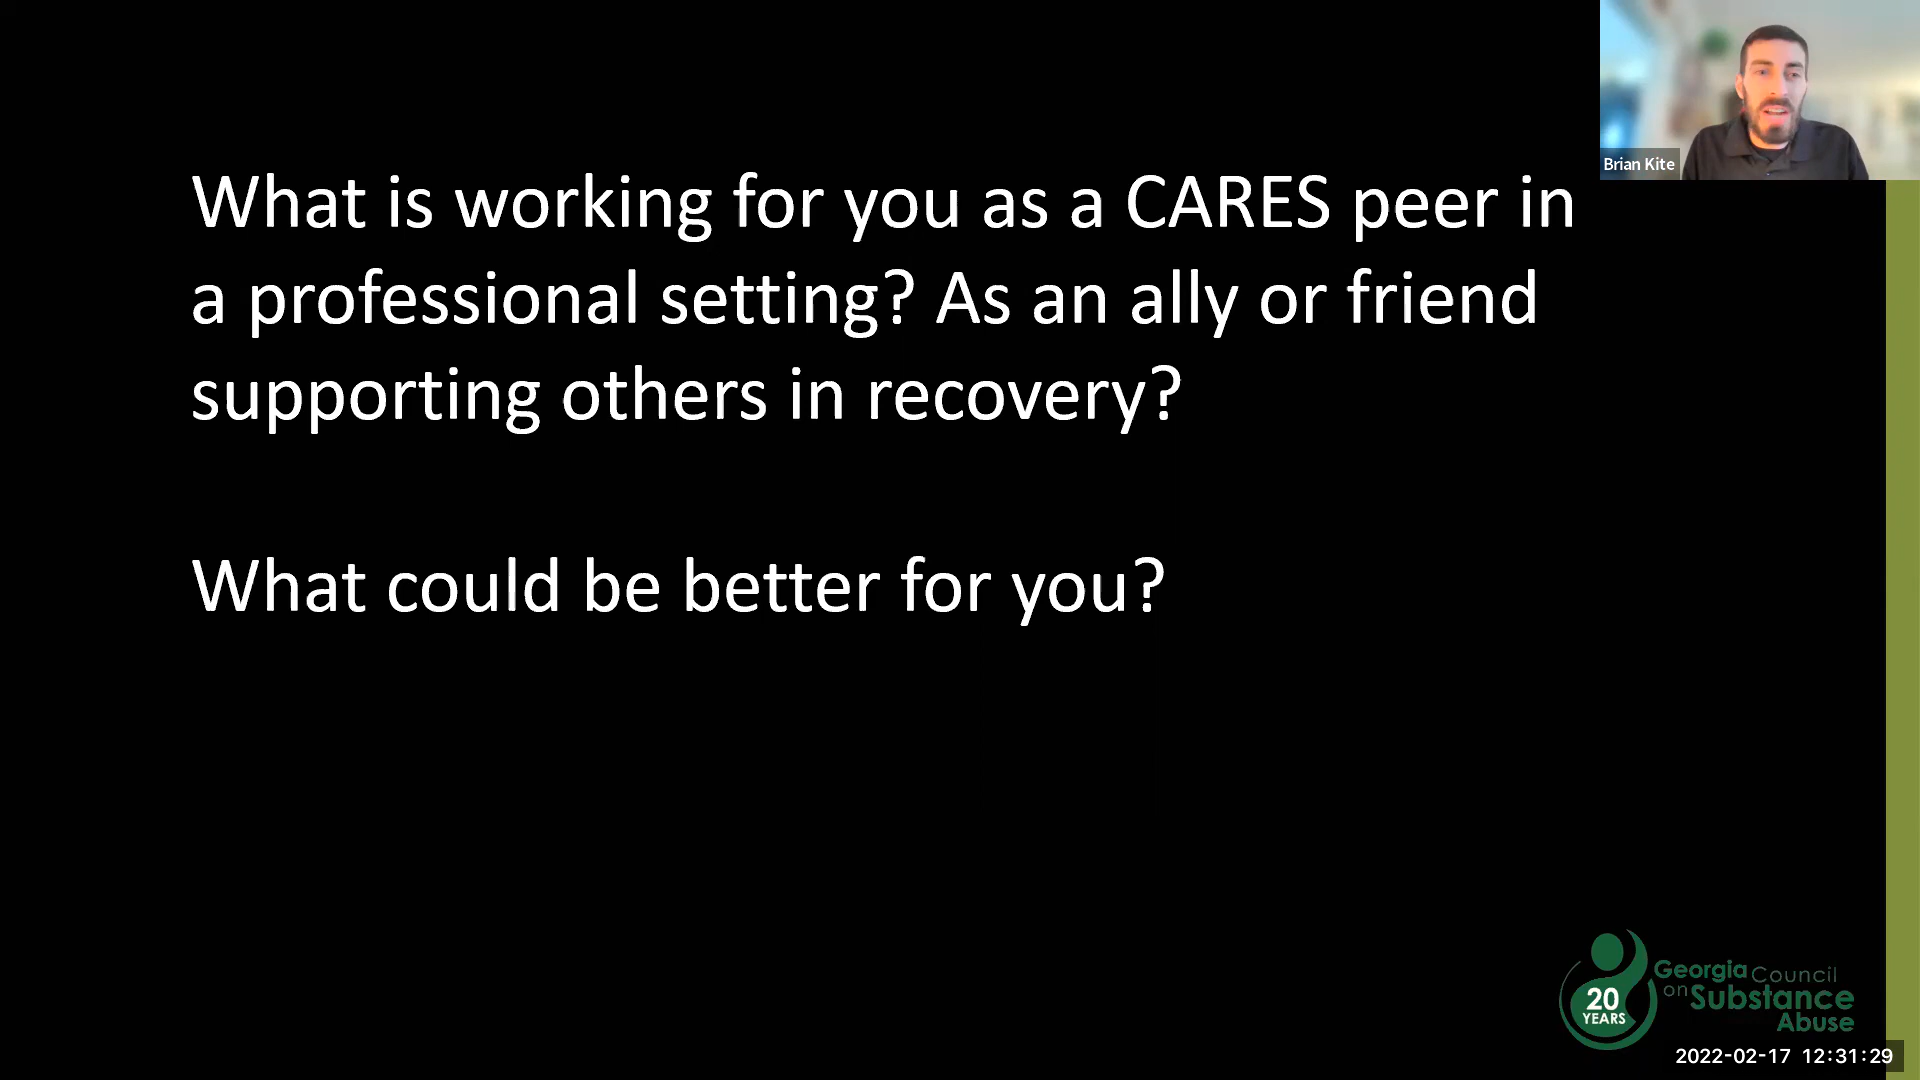 Brian Kite
What is working for you as a CARES peer in
a professional setting? As an ally or friend
supporting others in recovery?
What could be better for you?
20
YEARS
Georgia Council
on Substance
Abuse
2022-02-17 12:31:29